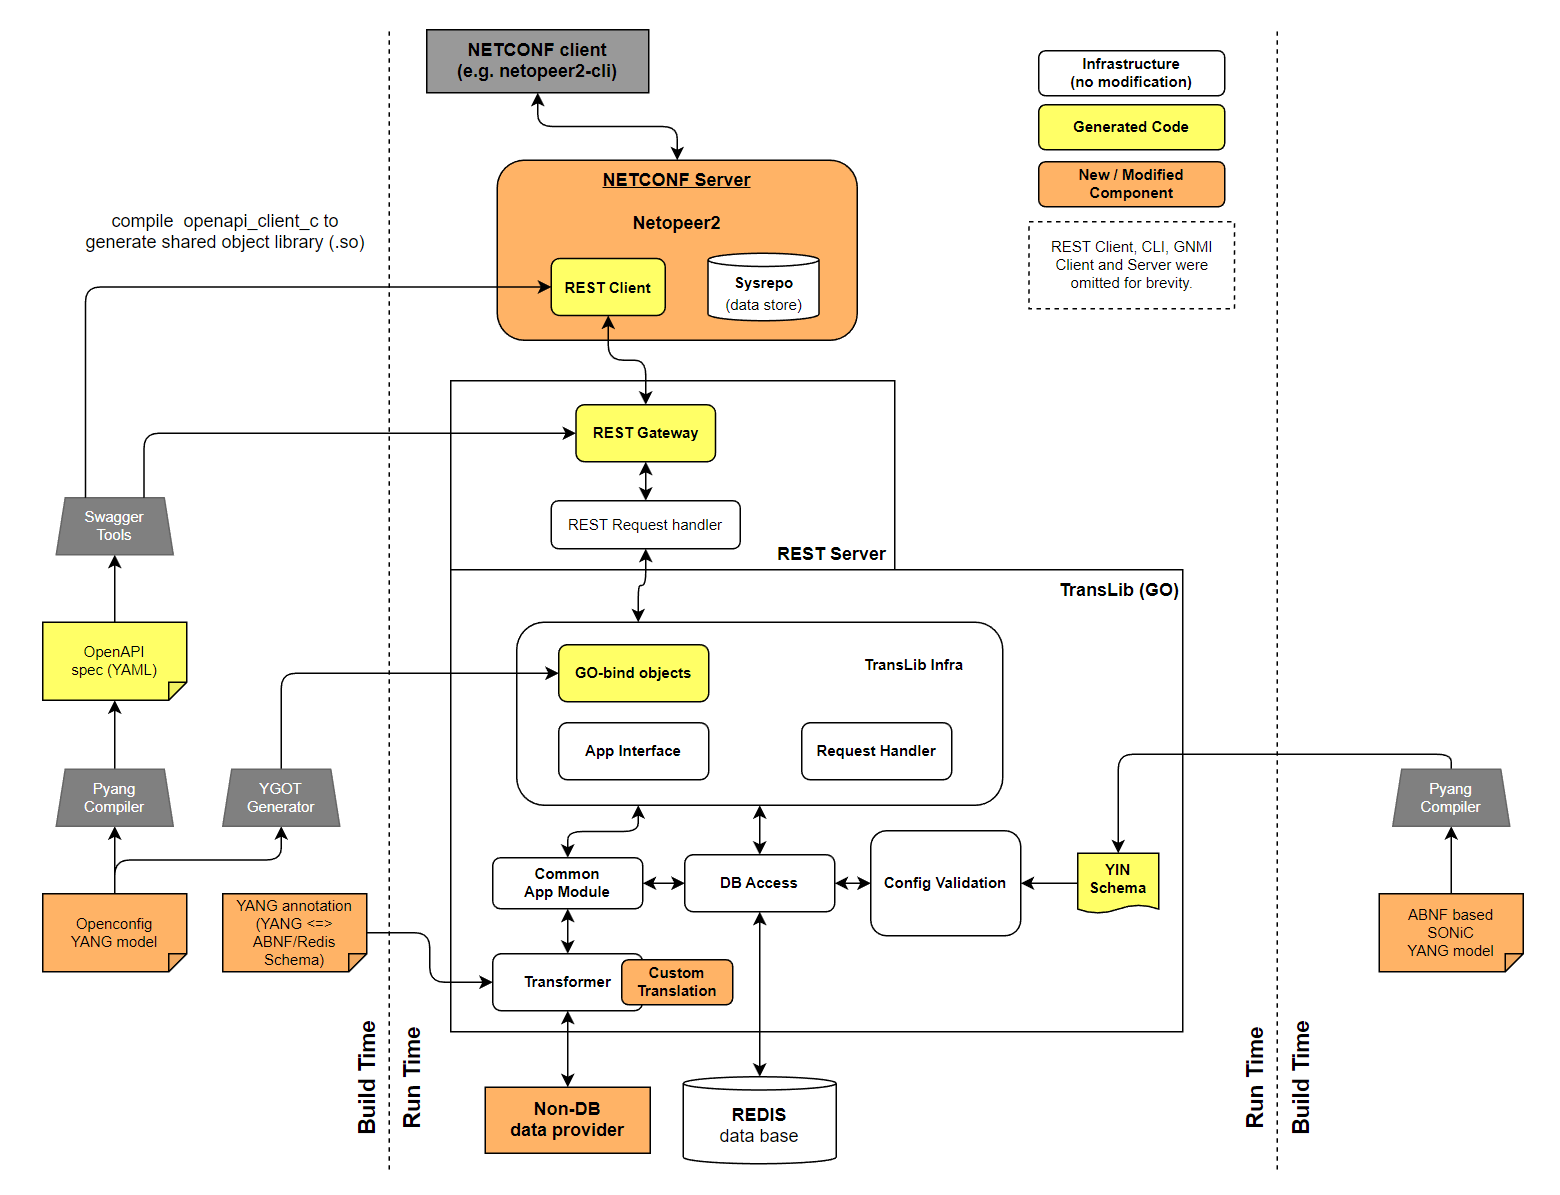 NETCONF client
(e.g. netopeer2-cli)
Infrastructure
(no modification)
Generated Code
New / Modified
Component
REST Client, CLI, GNMI
Client and Server were
omitted for brevity.
NETCONF Server
Netopeer2
REST Client
Sysrepo
(data store)
compile openapi_client_c to
generate shared object library (.so)
REST Gateway
REST Request handler
REST Server
Swagger
Tools
TransLib (GO)
OpenAPI
spec (YAML)
GO-bind objects
TransLib Infra
App Interface
Request Handler
Pyang
Compiler
YGOT
Generator
Pyang
Compiler
Common
App Module
DB Access
Config Validation
YIN
Schema
Openconfig
YANG model
YANG annotation
(YANG <=>
ABNF/Redis
Schema)
ABNF based
SONiC
YANG model
Transformer
Custom
Translation
Build Time
Run Time
Run Time
Build Time
Non-DB
data provider
REDIS
data base